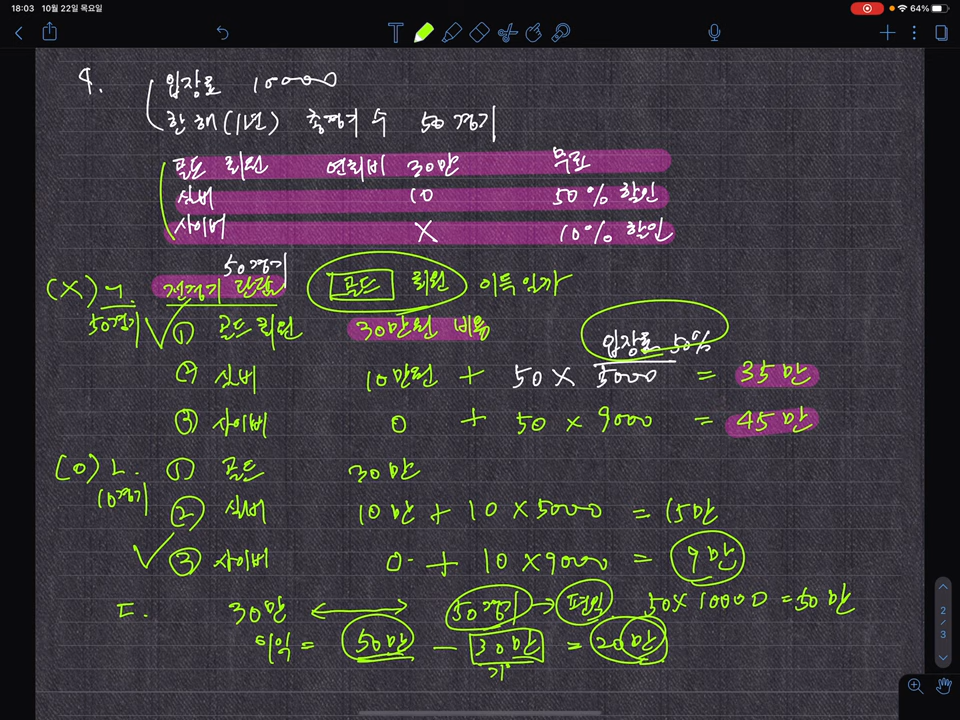 18:03 10월 22일 목요일 64%
4. 입장료 10000
한 해(1년) 총경기 수 50경기
골드 회원 연회비 30만 무료
실버 10 50% 할인
사이버 X 10% 할인
50경기
(X) ㄱ. 전경기 관람 골드 회원 이득일까
50경기 ① 골드회원 30만원 비용
입장료 50%
② 실버 10만원 + 50 × 5000 = 35만
③ 사이버 0 + 50 × 9000 = 45만
(O) ㄴ. ① 골드 30만
10경기 ② 실버 10만 + 10 × 5000 = 15만
③ 사이버 0 + 10 × 9000 = 9만
ㄷ. 30만 ↔ 50경기 → 편익 50 × 10000 = 50만
이익 = 50만 - 30만 = 20만
기
2
/
3